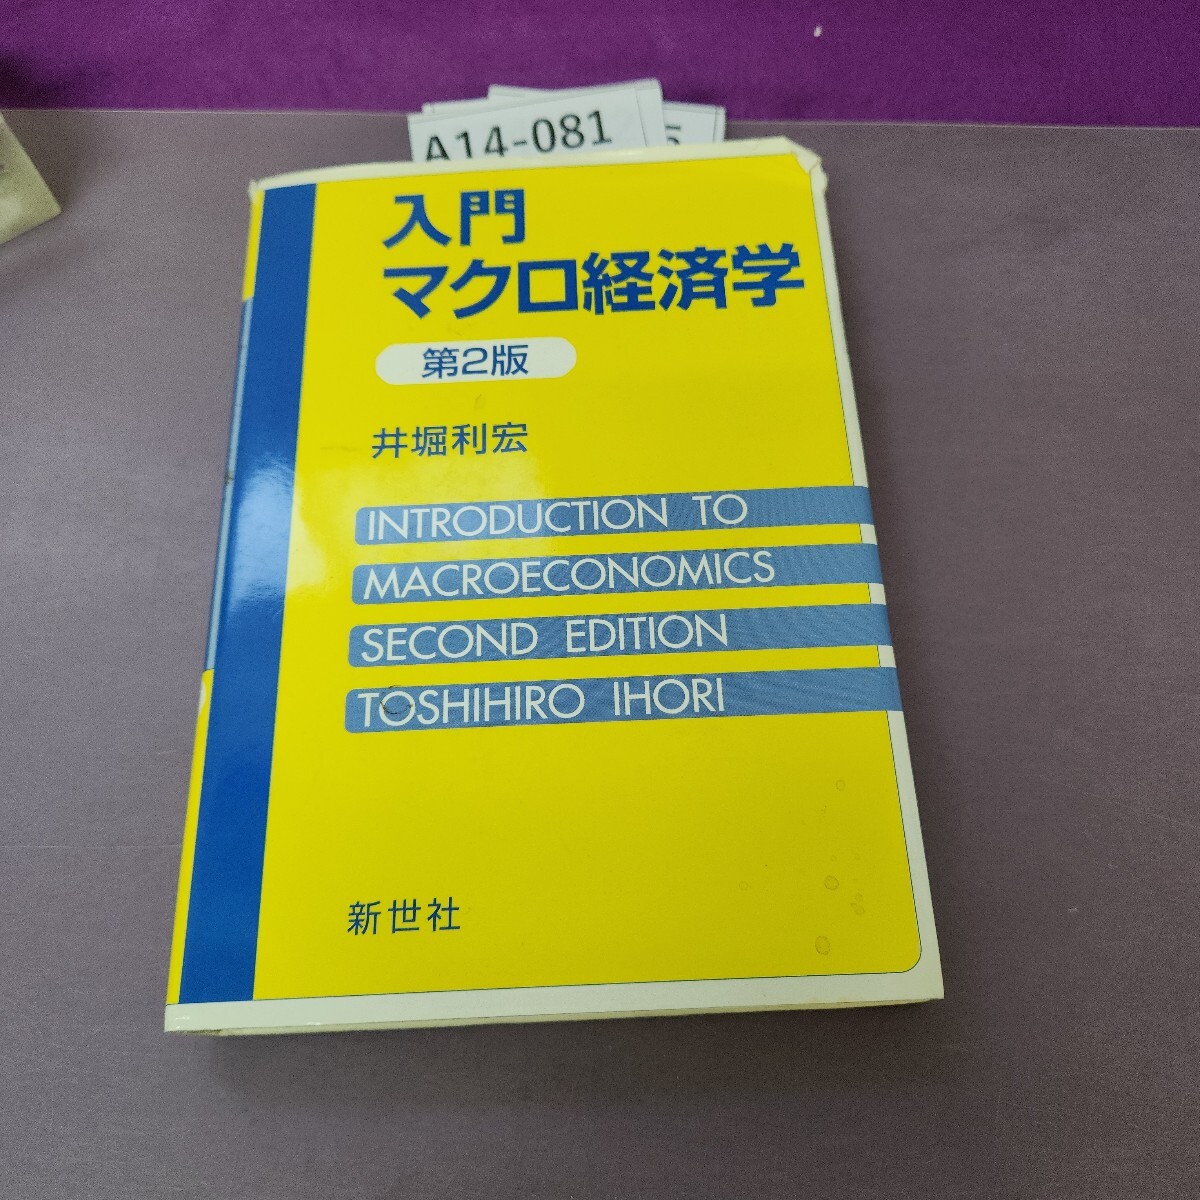 A14-081
入門
マクロ経済学
第2版
井堀利宏
INTRODUCTION TO
MACROECONOMICS
SECOND EDITION
TOSHIHIRO IHORI
新世社